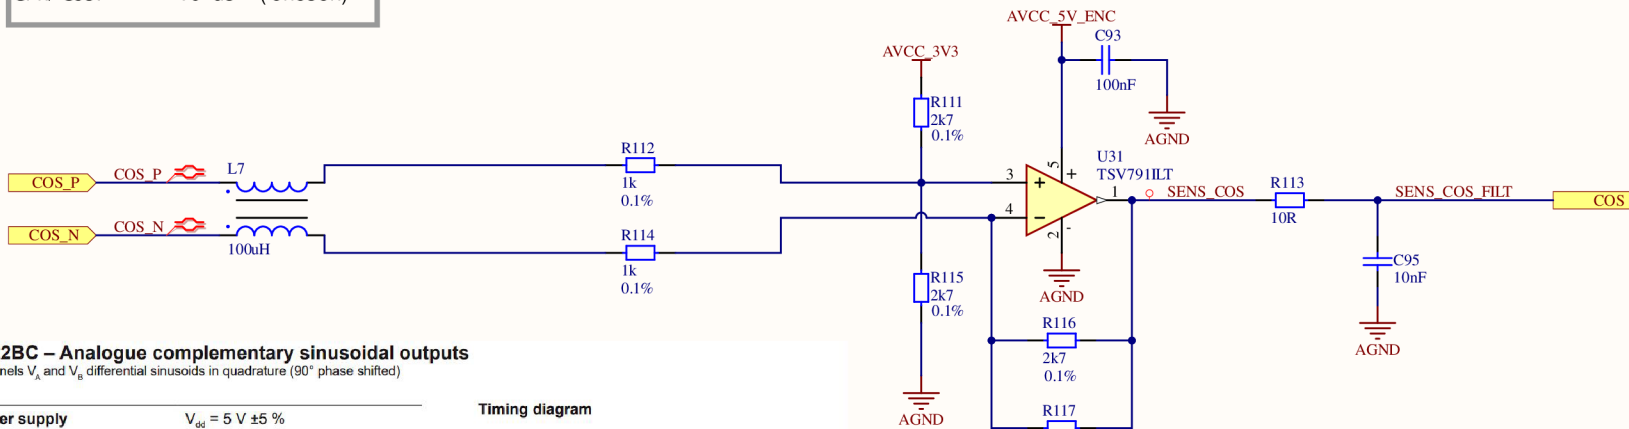 AVCC_5V_ENC
C93
100nF
AGND
AVCC_3V3
R111
2k7
0.1%
COS_P
COS_P
L7
R112
1k
0.1%
3
5
+
+
U31
TSV791ILT
1
SENS_COS
R113
10R
SENS_COS_FILT
COS
COS_N
COS_N
100uH
R114
1k
0.1%
4
-
2
-
AGND
R115
2k7
0.1%
C95
10nF
AGND
R116
2k7
0.1%
R117
AGND
2BC – Analogue complementary sinusoidal outputs
nels VA and VB differential sinusoids in quadrature (90° phase shifted)
er supply
Vdd = 5 V ±5 %
Timing diagram